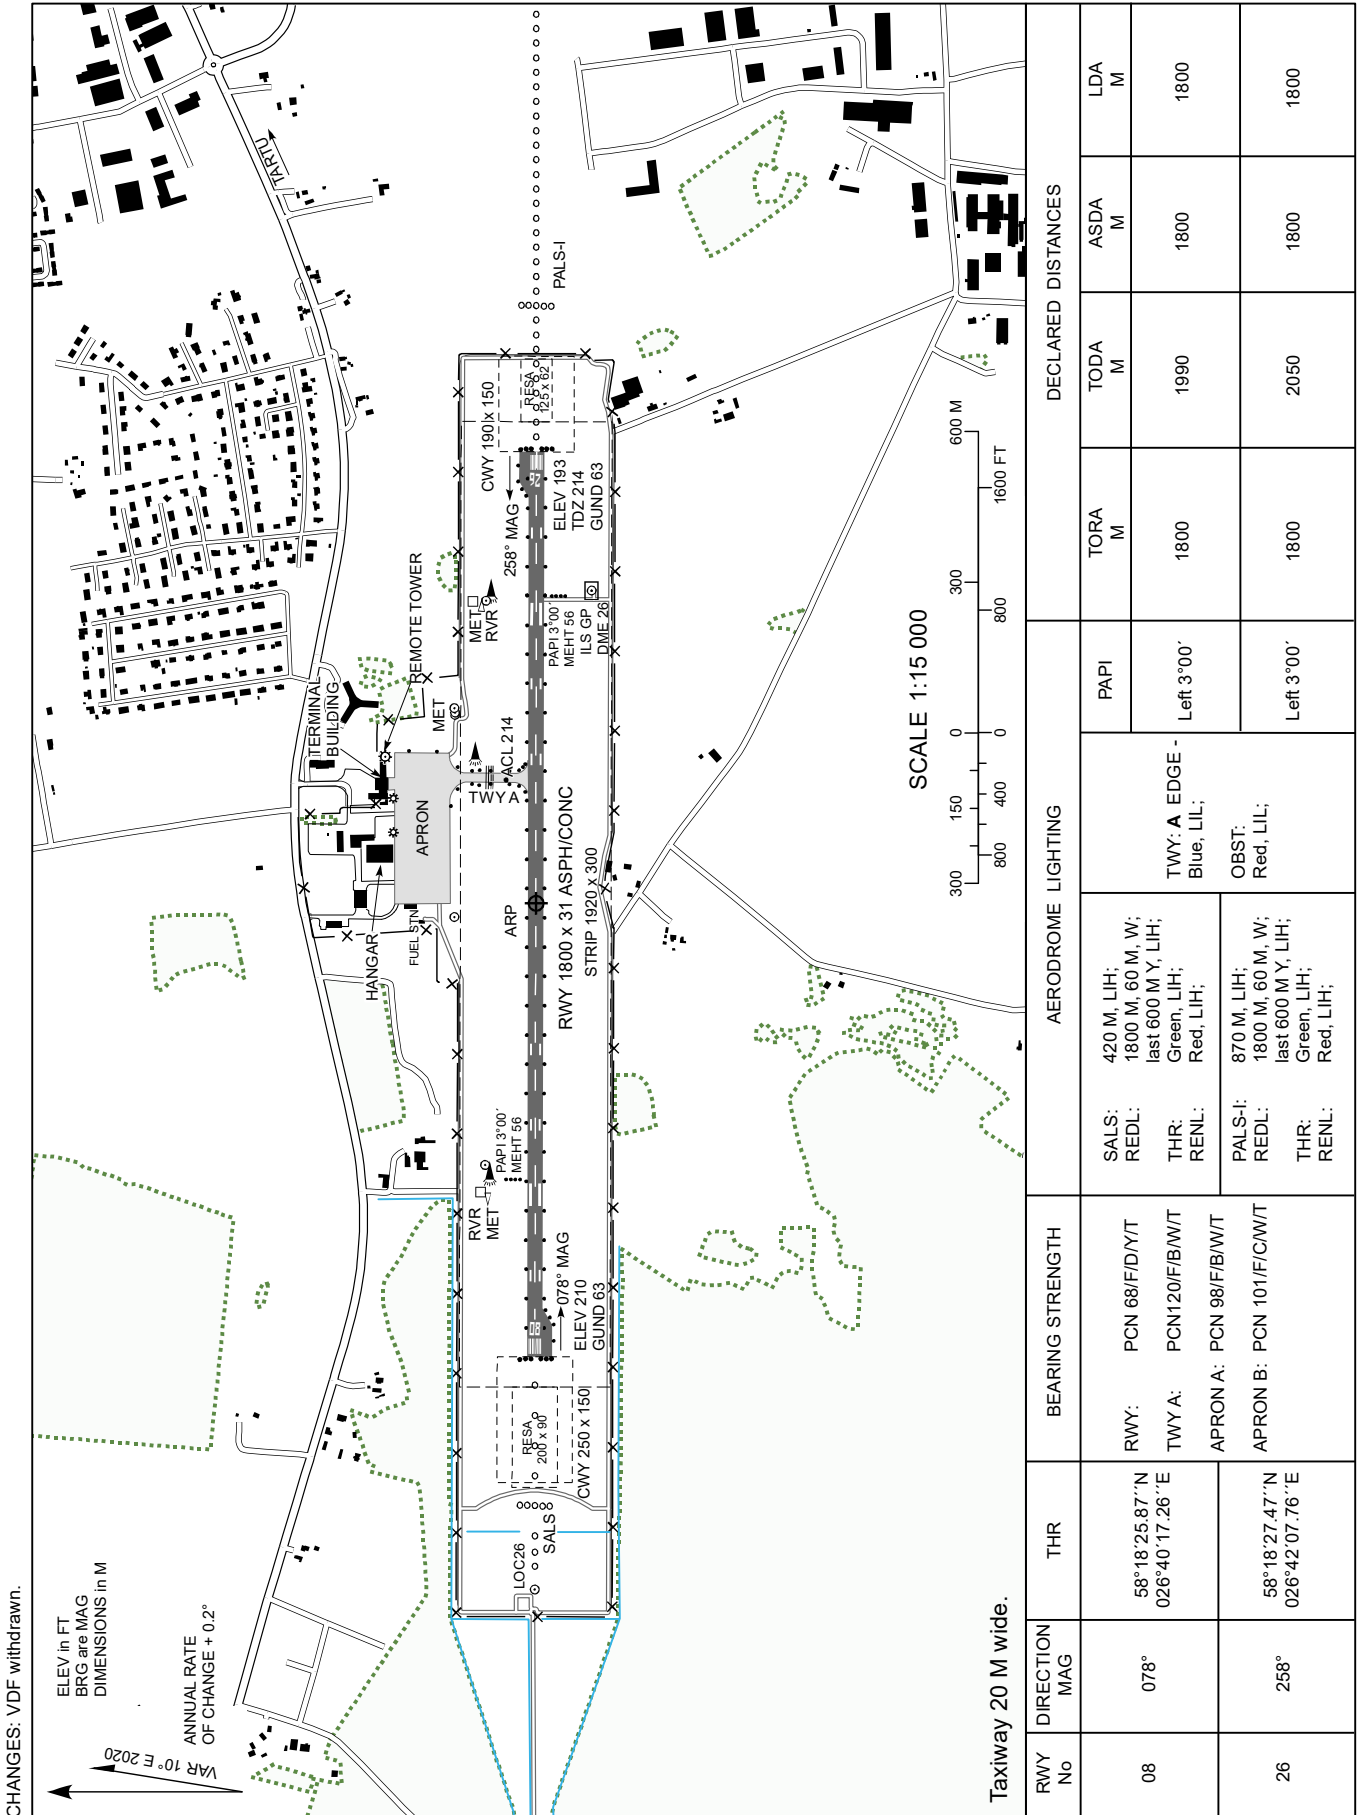 CHANGES: VDF withdrawn.
ELEV in FT
BRG are MAG
DIMENSIONS in M
ANNUAL RATE
OF CHANGE + 0.2°
VAR 10° E 2020
TARTU
TERMINAL
BUILDING
REMOTE TOWER
HANGAR
FUEL STN
APRON
MET
TWY A
ACL 214
MET
RVR
RVR
MET
PAPI 3°00´
MEHT 56
078° MAG
ELEV 210
GUND 63
RESA
200 x 90
CWY 250 x 150
LOC26
SALS
08
ARP
RWY 1800 x 31 ASPH/CONC
STRIP 1920 x 300
PAPI 3°00´
MEHT 56
ILS GP
DME 26
258° MAG
CWY 190 x 150
26
ELEV 193
TDZ 214
GUND 63
RESA
125 x 62
PALS-I
SCALE 1:15 000
300 150 0 300 600 M
800 400 0 800 1600 FT
Taxiway 20 M wide.
RWY
No
DIRECTION
MAG
THR
BEARING STRENGTH
AERODROME LIGHTING
PAPI
DECLARED DISTANCES
TORA
M
TODA
M
ASDA
M
LDA
M
08
078°
58°18´25.87´´N
026°40´17.26´´E
RWY: PCN 68/F/D/Y/T
TWY A: PCN120/F/B/W/T
APRON A: PCN 98/F/B/W/T
APRON B: PCN 101/F/C/W/T
SALS: 420 M, LIH;
REDL: 1800 M, 60 M, W;
last 600 M Y, LIH;
THR: Green, LIH;
RENL: Red, LIH;
TWY: A EDGE -
Blue, LIL;
OBST:
Red, LIL;
Left 3°00´
1800
1990
1800
1800
26
258°
58°18´27.47´´N
026°42´07.76´´E
PALS-I: 870 M, LIH;
REDL: 1800 M, 60 M, W;
last 600 M Y, LIH;
THR: Green, LIH;
RENL: Red, LIH;
Left 3°00´
1800
2050
1800
1800